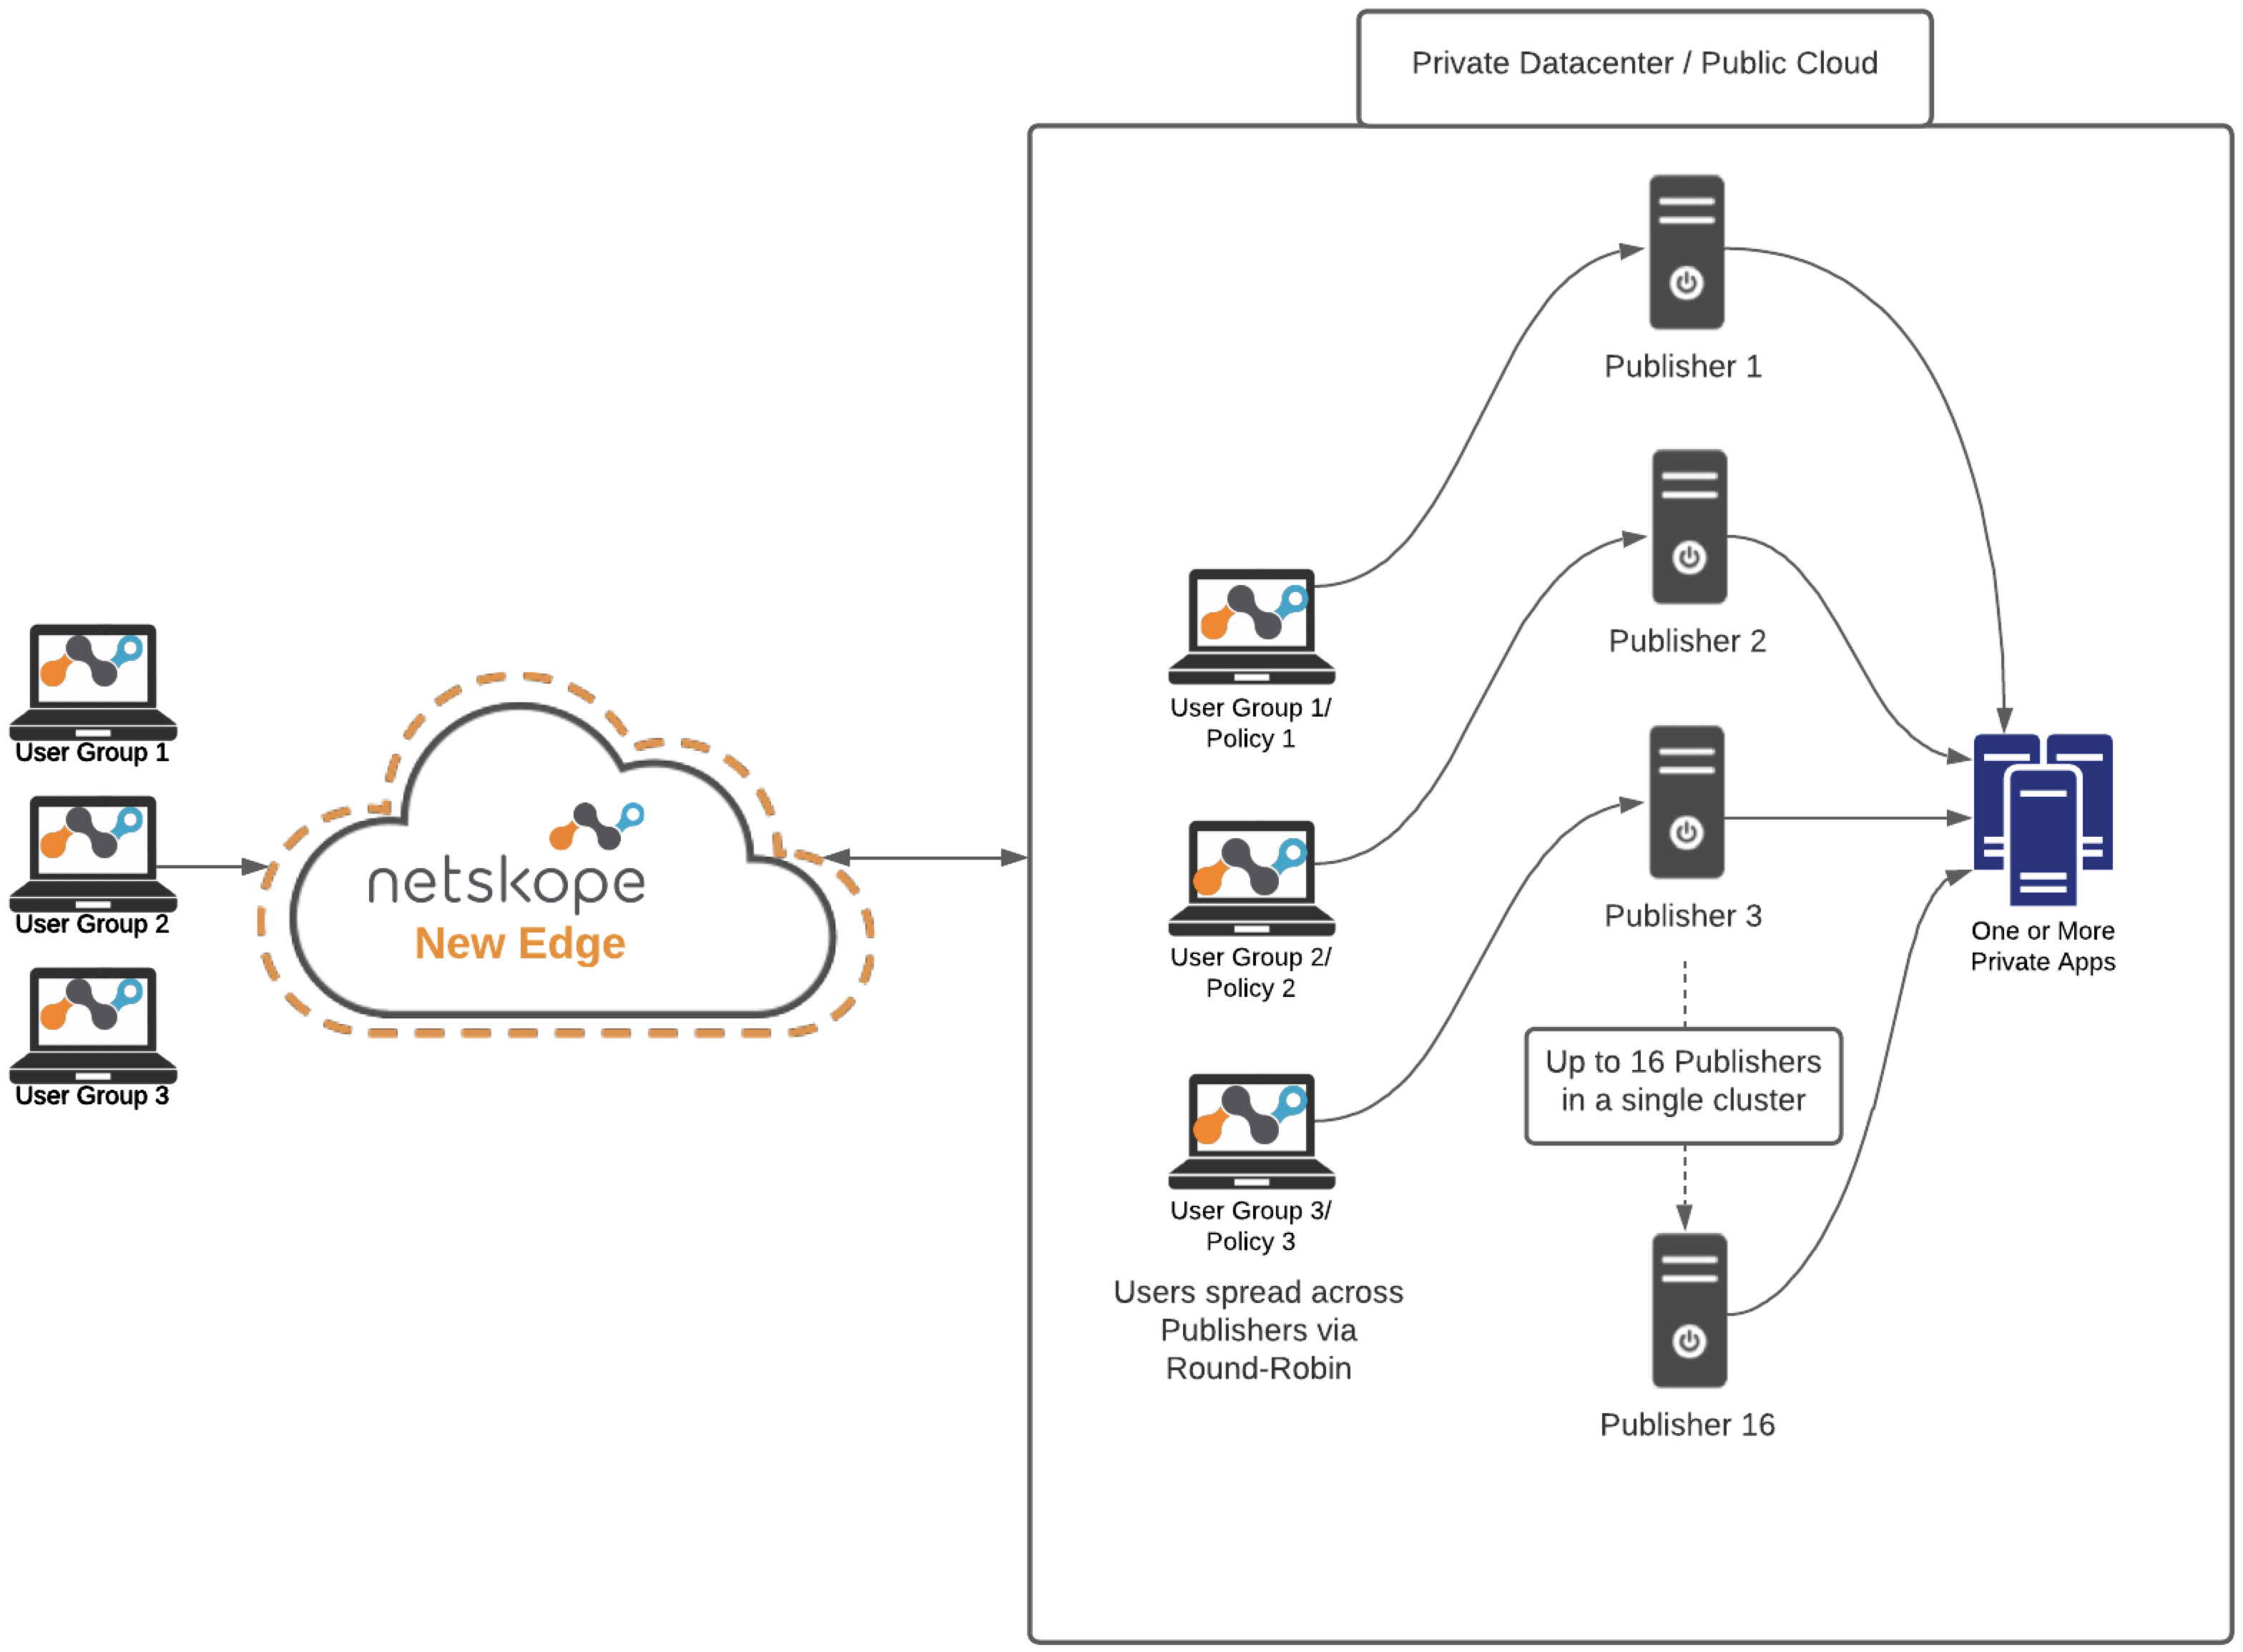 Private Datacenter / Public Cloud
Publisher 1
Publisher 2
Publisher 3
Up to 16 Publishers
in a single cluster
Publisher 16
User Group 1/
Policy 1
User Group 2/
Policy 2
User Group 3/
Policy 3
Users spread across
Publishers via
Round-Robin
One or More
Private Apps
User Group 1
User Group 2
User Group 3
netskope
New Edge